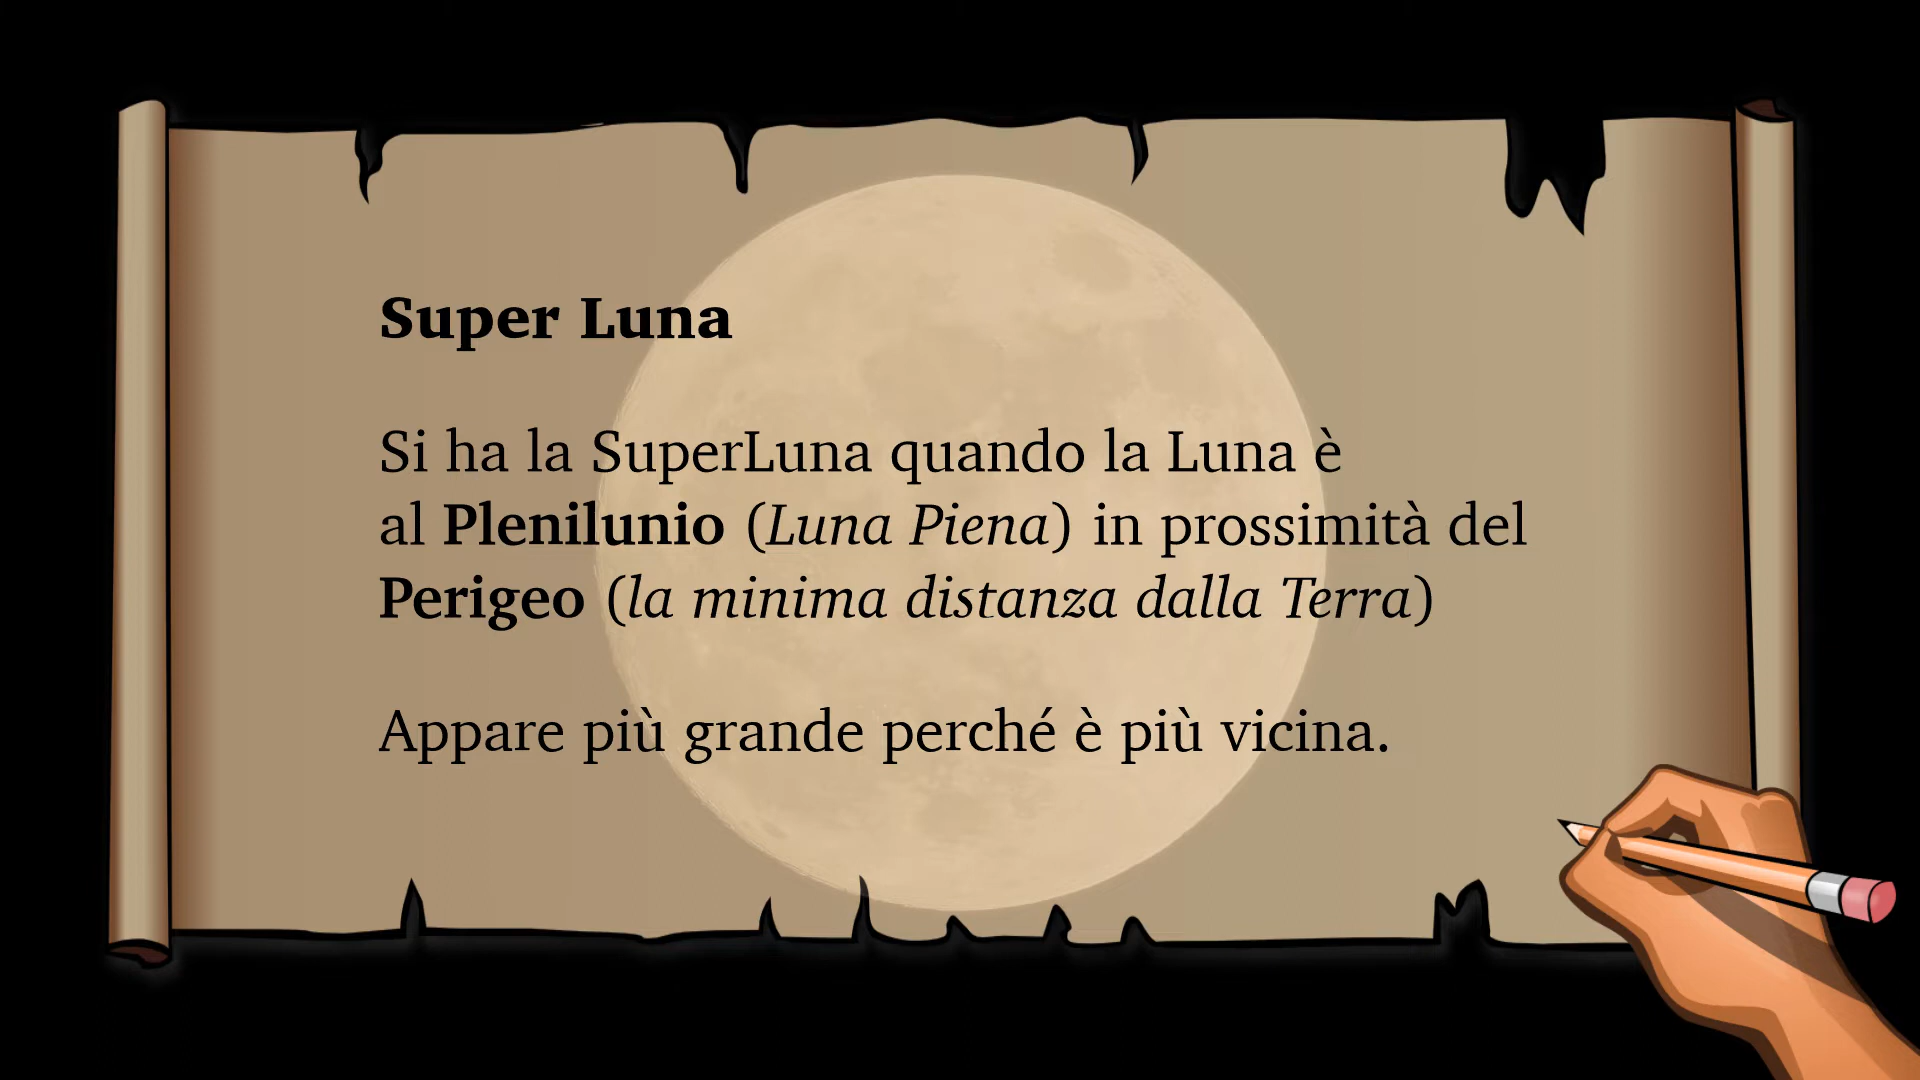 Super Luna
Si ha la SuperLuna quando la Luna è
al Plenilunio (Luna Piena) in prossimità del
Perigeo (la minima distanza dalla Terra)
Appare più grande perché è più vicina.